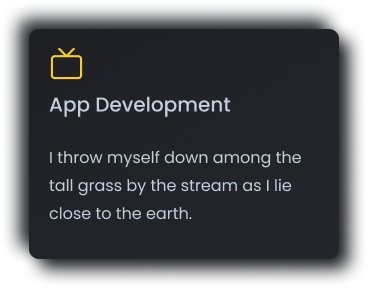 App Development
I throw myself down among the
tall grass by the stream as I lie
close to the earth.